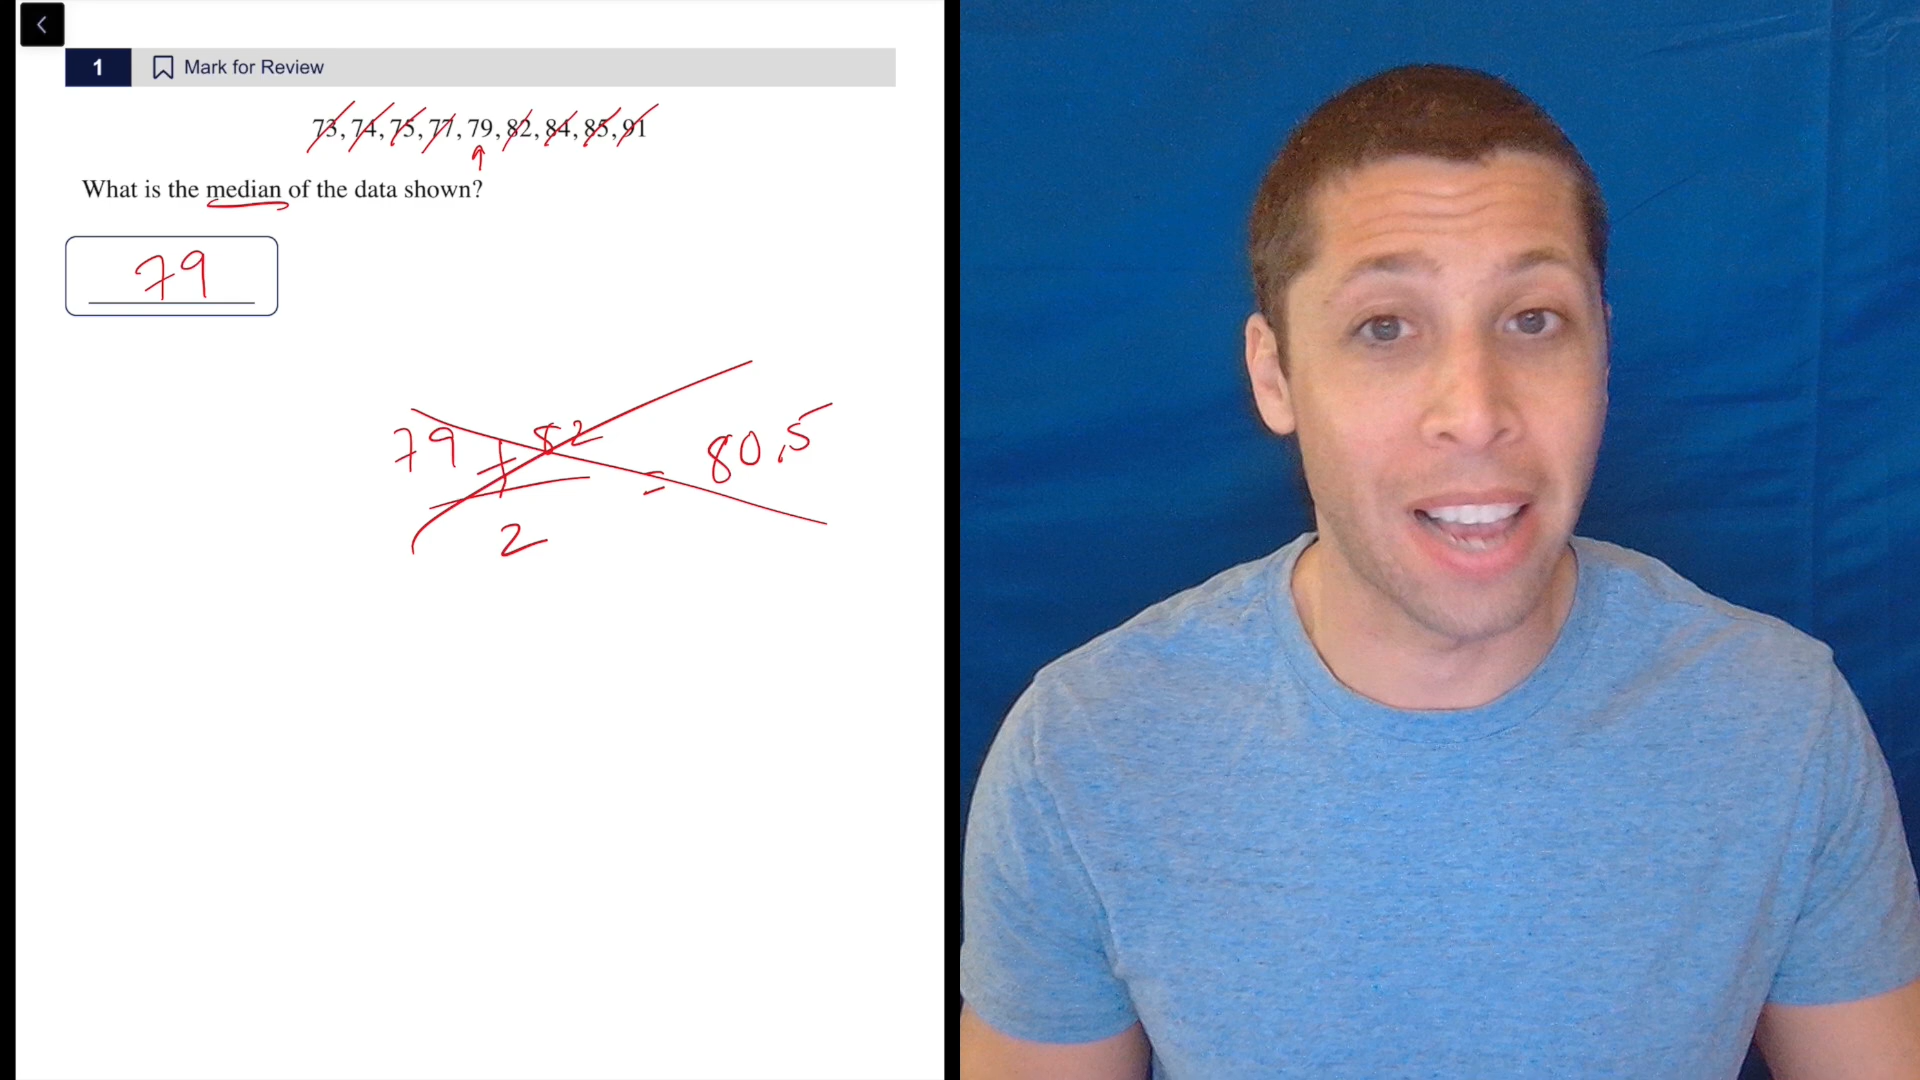 1 Mark for Review
73, 74, 75, 77, 79, 82, 84, 85, 91
What is the median of the data shown?
79
79 + 82 = 80.5
2